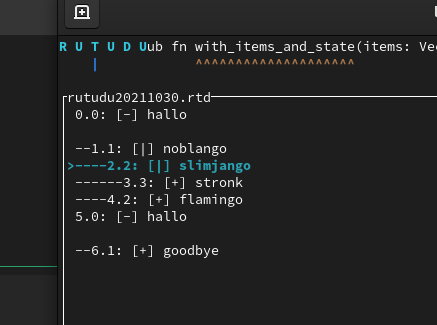 R U T U D Uub fn with_items_and_state(items: Ve
| ^^^^^^^^^^^^^^^^^^^^
rutudu20211030.rtd
0.0: [-] hallo
--1.1: [|] noblango
>----2.2: [|] slimjango
------3.3: [+] stronk
----4.2: [+] flamingo
5.0: [-] hallo
--6.1: [+] goodbye